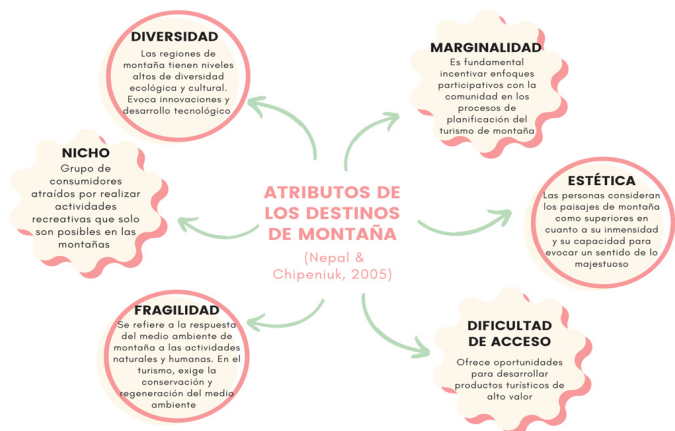 DIVERSIDAD
Las regiones de
montaña tienen niveles
altos de diversidad
ecológica y cultural.
Evoca innovaciones y
desarrollo tecnológico
MARGINALIDAD
Es fundamental
incentivar enfoques
participativos con la
comunidad en los
procesos de
planificación del
turismo de montaña
NICHO
Grupo de
consumidores
atraídos por realizar
actividades
recreativas que solo
son posibles en las
montañas
ATRIBUTOS DE
LOS DESTINOS
DE MONTAÑA
(Nepal &
Chipeniuk, 2005)
ESTÉTICA
Las personas consideran
los paisajes de montaña
como superiores en
cuanto a su inmensidad
y su capacidad para
evocar un sentido de lo
majestuoso
FRAGILIDAD
Se refiere a la respuesta
del medio ambiente de
montaña a las actividades
naturales y humanas. En el
turismo, exige la
conservación y
regeneración del medio
ambiente
DIFICULTAD
DE ACCESO
Ofrece oportunidades
para desarrollar
productos turísticos de
alto valor